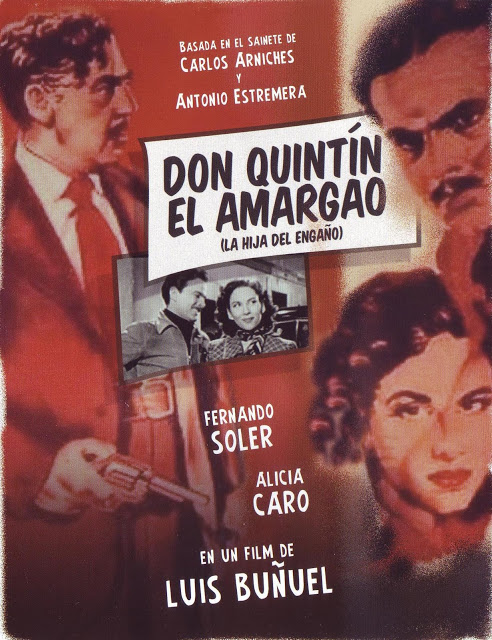 BASADA EN EL SAINETE DE
CARLOS ARNICHES
Y
ANTONIO ESTREMERA
DON QUINTÍN
EL AMARGAO
(LA HIJA DEL ENGAÑO)
FERNANDO
SOLER
ALICIA
CARO
EN UN FILM DE
LUIS BUÑUEL